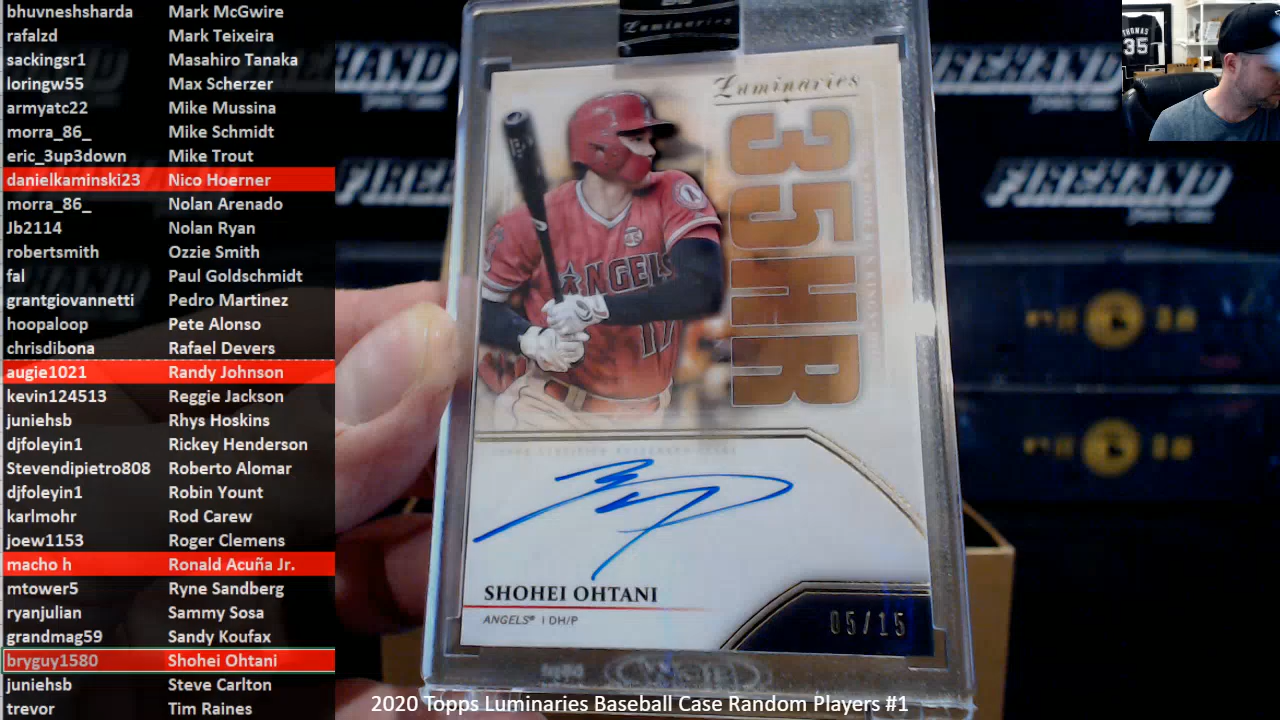 bhuvneshsharda Mark McGwire
rafalzd Mark Teixeira
sackingsr1 Masahiro Tanaka
loringw55 Max Scherzer
armyatc22 Mike Mussina
morra_86_ Mike Schmidt
eric_3up3down Mike Trout
danielkaminski23 Nico Hoerner
morra_86_ Nolan Arenado
Jb2114 Nolan Ryan
robertsmith Ozzie Smith
fal Paul Goldschmidt
grantgiovannetti Pedro Martinez
hoopaloop Pete Alonso
chrisdibona Rafael Devers
augie1021 Randy Johnson
kevin124513 Reggie Jackson
juniehsb Rhys Hoskins
djfoleyin1 Rickey Henderson
Stevendipietro808 Roberto Alomar
djfoleyin1 Robin Yount
karlmohr Rod Carew
joew1153 Roger Clemens
macho h Ronald Acuña Jr.
mtower5 Ryne Sandberg
ryanjulian Sammy Sosa
grandmag59 Sandy Koufax
bryguy1580 Shohei Ohtani
juniehsb Steve Carlton
trevor Tim Raines
Luminaries
Luminaries
35HR
ANGELS
17
SHOHEI OHTANI
ANGELS® | DH/P
05/15
FIREHAND
FIREHAND
THOMAS
35
2020 Topps Luminaries Baseball Case Random Players #1